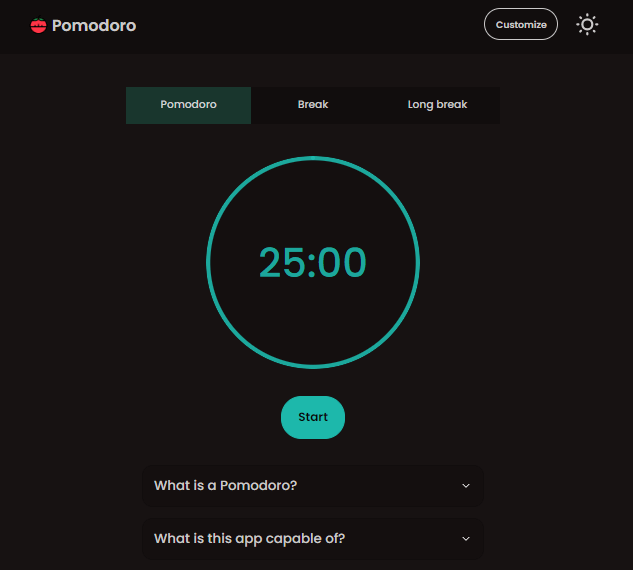 Pomodoro
Customize
Pomodoro
Break
Long break
25:00
Start
What is a Pomodoro?
What is this app capable of?